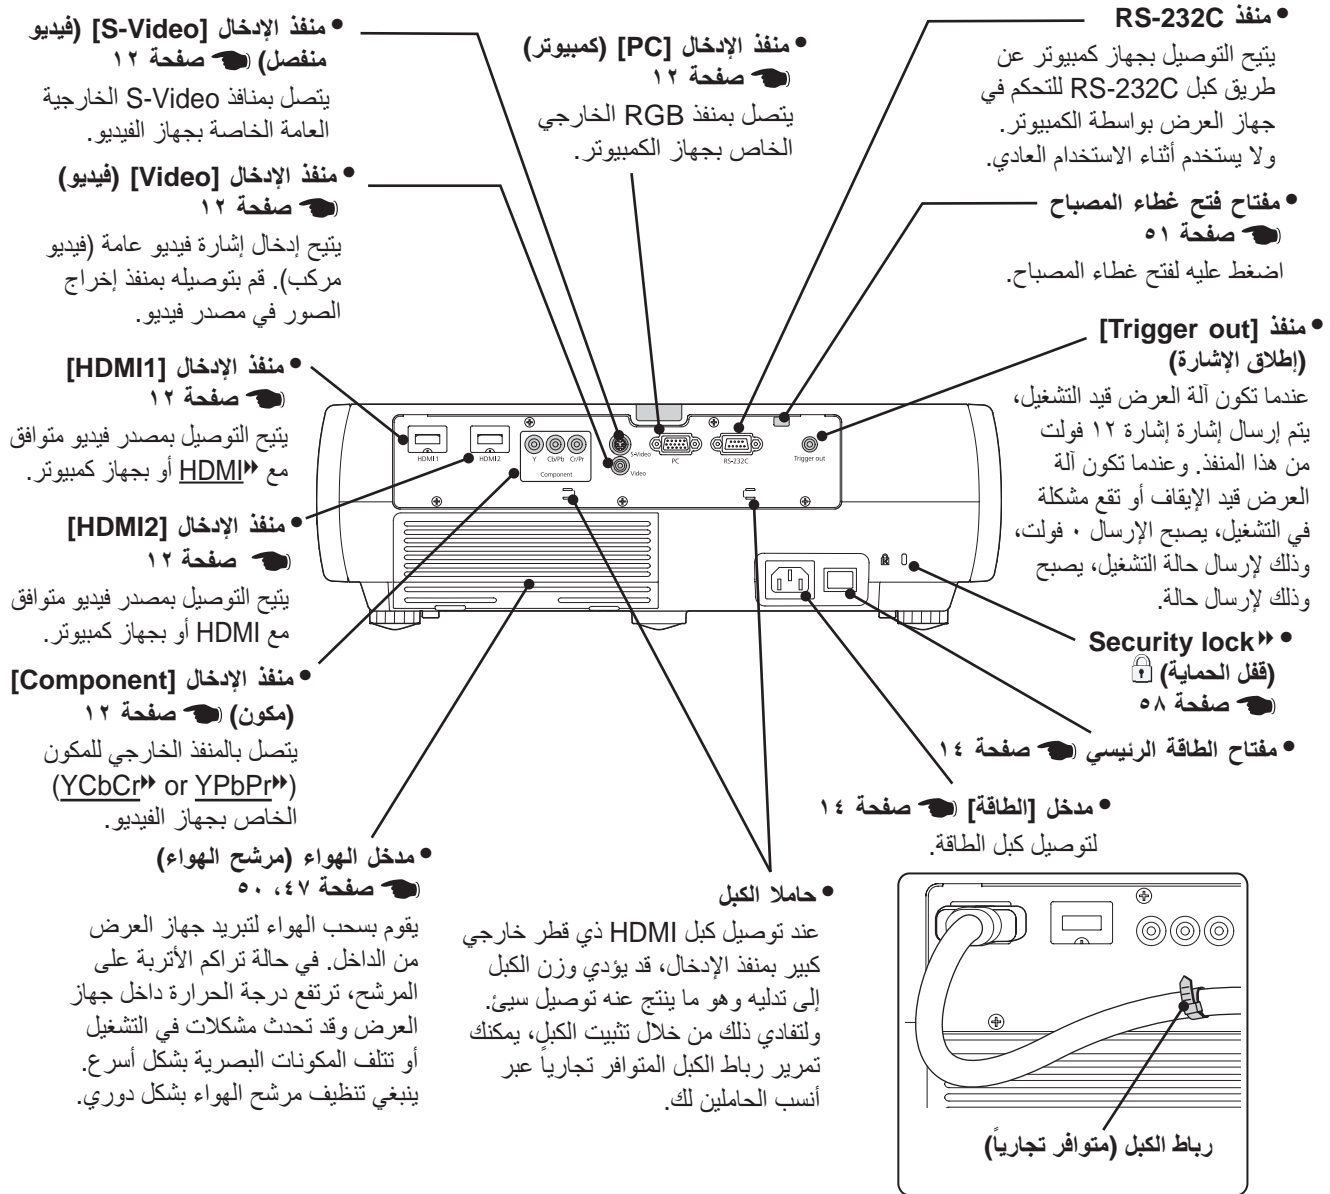 • منفذ RS-232C
يتيح التوصيل بجهاز كمبيوتر عن
طريق كبل RS-232C للتحكم في
جهاز العرض بواسطة الكمبيوتر.
ولا يستخدم أثناء الاستخدام العادي.
• مفتاح فتح غطاء المصباح
صفحة ٥١
اضغط عليه لفتح غطاء المصباح.
• منفذ [Trigger out]
(إطلاق الإشارة)
عندما تكون آلة العرض قيد التشغيل،
يتم إرسال إشارة إشارة ١٢ فولت
من هذا المنفذ. وعندما تكون آلة
العرض قيد الإيقاف أو تقع مشكلة
في التشغيل، يصبح الإرسال ٠ فولت،
وذلك لإرسال حالة التشغيل، يصبح
وذلك لإرسال حالة.
• Security lock
(قفل الحماية)
صفحة ٥٨
• مفتاح الطاقة الرئيسي صفحة ١٤
• مدخل [الطاقة] صفحة ١٤
لتوصيل كبل الطاقة.
• منفذ الإدخال [PC] (كمبيوتر)
صفحة ١٢
يتصل بمنفذ RGB الخارجي
الخاص بجهاز الكمبيوتر.
• منفذ الإدخال [S-Video] (فيديو
منفصل) صفحة ١٢
يتصل بمنافذ S-Video الخارجية
العامة الخاصة بجهاز الفيديو.
• منفذ الإدخال [Video] (فيديو)
صفحة ١٢
يتيح إدخال إشارة فيديو عامة (فيديو
مركب). قم بتوصيله بمنفذ إخراج
الصور في مصدر فيديو.
• منفذ الإدخال [HDMI1]
صفحة ١٢
يتيح التوصيل بمصدر فيديو متوافق
مع HDMI أو بجهاز كمبيوتر.
• منفذ الإدخال [HDMI2]
صفحة ١٢
يتيح التوصيل بمصدر فيديو متوافق
مع HDMI أو بجهاز كمبيوتر.
• منفذ الإدخال [Component]
(مكون) صفحة ١٢
يتصل بالمنفذ الخارجي للمكون
(YCbCr or YPbPr)
الخاص بجهاز الفيديو.
• مدخل الهواء (مرشح الهواء)
صفحة ٤٧، ٥٠
يقوم بسحب الهواء لتبريد جهاز العرض
من الداخل. في حالة تراكم الأتربة على
المرشح، ترتفع درجة الحرارة داخل جهاز
العرض وقد تحدث مشكلات في التشغيل
أو تتلف المكونات البصرية بشكل أسرع.
ينبغي تنظيف مرشح الهواء بشكل دوري.
• حاملا الكبل
عند توصيل كبل HDMI ذي قطر خارجي
كبير بمنفذ الإدخال، قد يؤدي وزن الكبل
إلى تدليه وهو ما ينتج عنه توصيل سيئ.
ولتفادي ذلك من خلال تثبيت الكبل، يمكنك
تمرير رباط الكبل المتوافر تجارياً عبر
أنسب الحاملين لك.
رباط الكبل (متوافر تجارياً)
HDMI1
HDMI2
Y Cb/Pb Cr/Pr
Component
S-Video
Video
PC
RS-232C
Trigger out